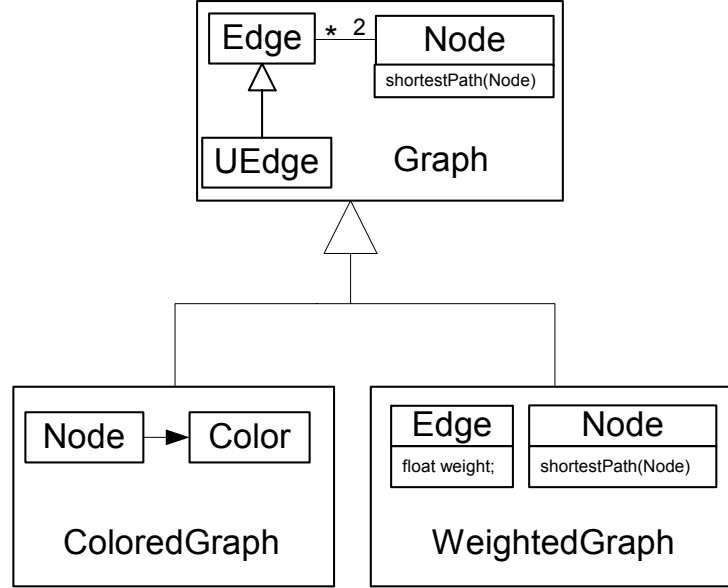 Edge * 2 Node
shortestPath(Node)
UEdge Graph
Node Color
ColoredGraph
Edge Node
float weight; shortestPath(Node)
WeightedGraph